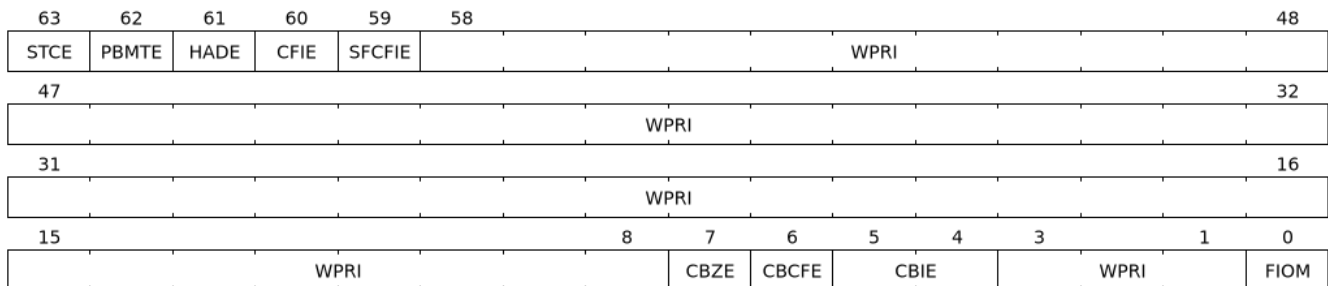 63 62 61 60 59 58 48
STCE PBMTE HADE CFIE SFCFIE WPRI
47 32
WPRI
31 16
WPRI
15 8 7 6 5 4 3 1 0
WPRI CBZE CBCFE CBIE WPRI FIOM